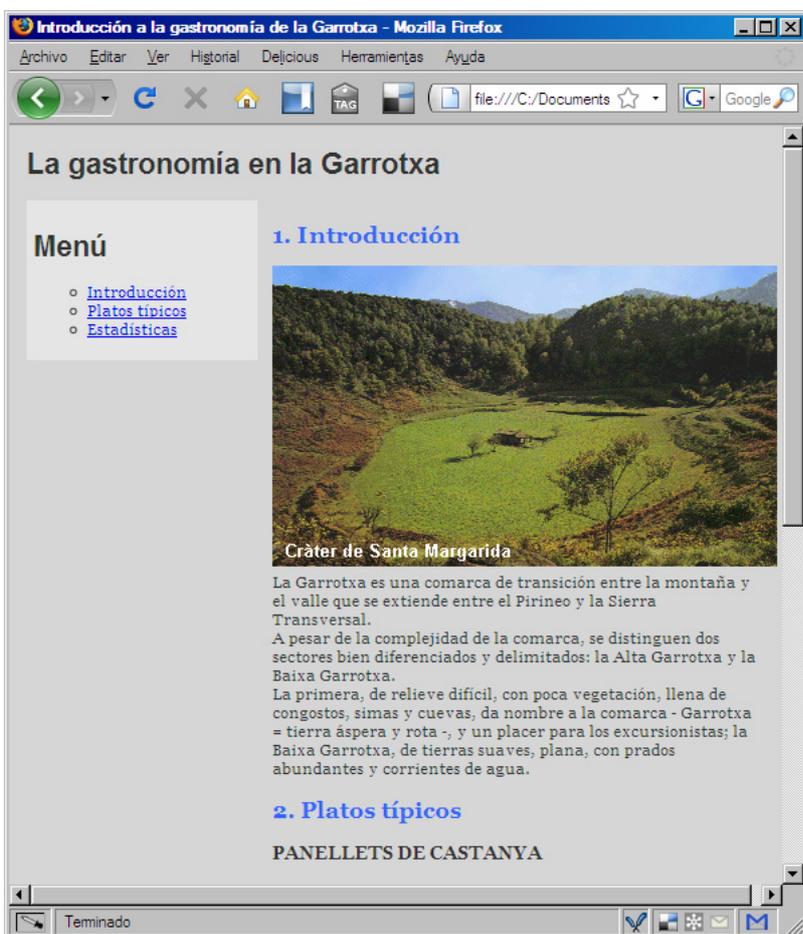 Introducción a la gastronomía de la Garrotxa - Mozilla Firefox
Archivo Editar Ver Historial Delicious Herramientas Ayuda
TAG file:///C:/Documents G Google
La gastronomía en la Garrotxa
Menú
Introducción
Platos típicos
Estadísticas
1. Introducción
Cràter de Santa Margarida
La Garrotxa es una comarca de transición entre la montaña y
el valle que se extiende entre el Pirineo y la Sierra
Transversal.
A pesar de la complejidad de la comarca, se distinguen dos
sectores bien diferenciados y delimitados: la Alta Garrotxa y la
Baixa Garrotxa.
La primera, de relieve difícil, con poca vegetación, llena de
congostos, simas y cuevas, da nombre a la comarca - Garrotxa
= tierra áspera y rota -, y un placer para los excursionistas; la
Baixa Garrotxa, de tierras suaves, plana, con prados
abundantes y corrientes de agua.
2. Platos típicos
PANELLETS DE CASTANYA
Terminado